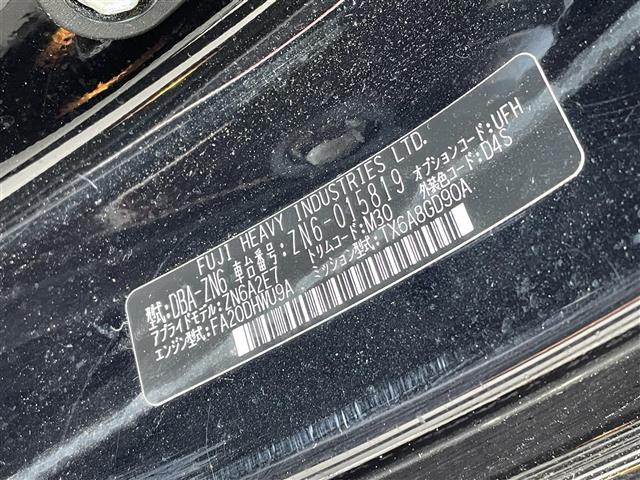 FUJI HEAVY INDUSTRIES LTD.
型式: DBA-ZN6 車台番号: ZN6-015819 オプションコード: UFH
アプライドモデル: ZN6A2E7 トリムコード: M30 外装色コード: D4S
エンジン型式: FA20DHWU9A ミッション型式: TX6A8GD90A